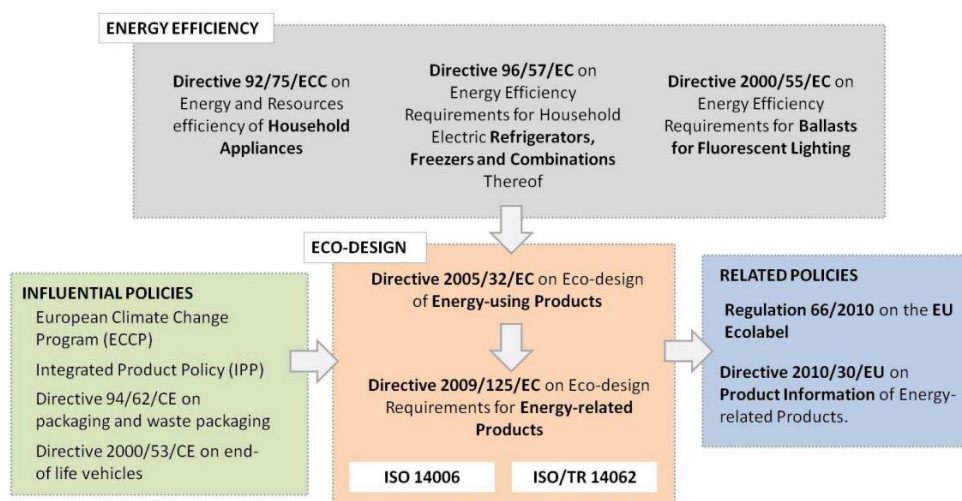 ENERGY EFFICIENCY
Directive 92/75/ECC on
Energy and Resources
efficiency of Household
Appliances
Directive 96/57/EC on
Energy Efficiency
Requirements for Household
Electric Refrigerators,
Freezers and Combinations
Thereof
Directive 2000/55/EC on
Energy Efficiency
Requirements for Ballasts
for Fluorescent Lighting
ECO-DESIGN
INFLUENTIAL POLICIES
European Climate Change
Program (ECCP)
Integrated Product Policy (IPP)
Directive 94/62/CE on
packaging and waste packaging
Directive 2000/53/CE on end-
of life vehicles
Directive 2005/32/EC on Eco-design
of Energy-using Products
Directive 2009/125/EC on Eco-design
Requirements for Energy-related
Products
ISO 14006
ISO/TR 14062
RELATED POLICIES
Regulation 66/2010 on the EU
Ecolabel
Directive 2010/30/EU on
Product Information of Energy-
related Products.